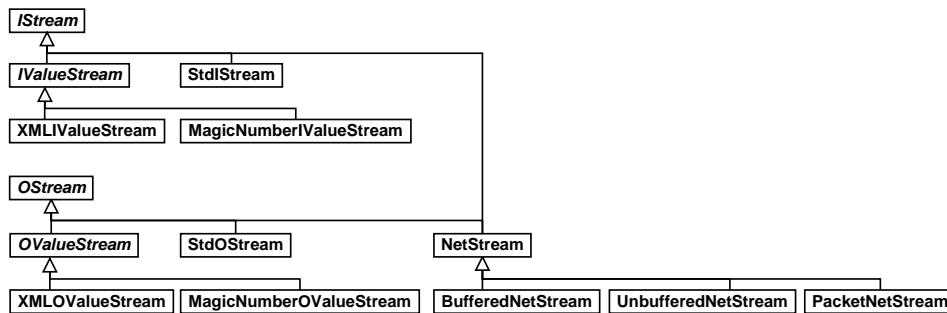 IStream
IValueStream
StdIStream
XMLIValueStream
MagicNumberIValueStream
OStream
OValueStream
StdOStream
NetStream
XMLOValueStream
MagicNumberOValueStream
BufferedNetStream
UnbufferedNetStream
PacketNetStream